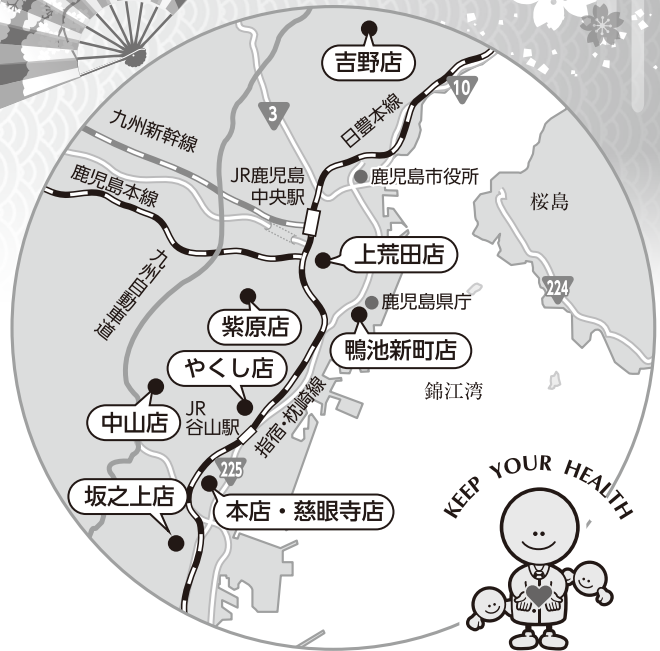 吉野店
10
3
日豊本線
九州新幹線
JR鹿児島
中央駅
鹿児島市役所
鹿児島本線
桜島
上荒田店
九州自動車道
224
鹿児島県庁
紫原店
鴨池新町店
やくし店
錦江湾
中山店
JR
谷山駅
指宿・枕崎線
225
坂之上店
本店・慈眼寺店
KEEP YOUR HEALTH